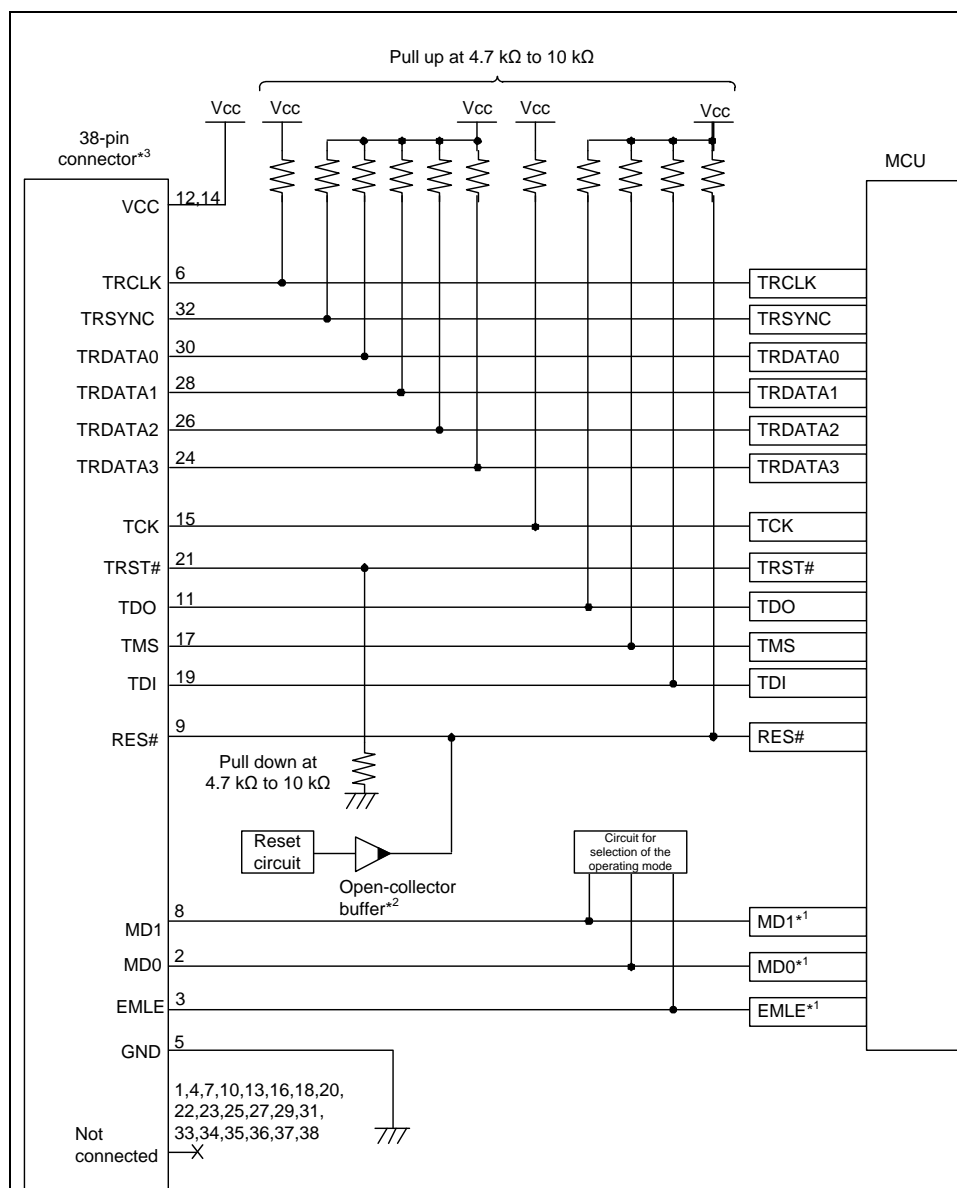 Pull up at 4.7 kΩ to 10 kΩ
Vcc Vcc Vcc Vcc Vcc
38-pin
connector*3
MCU
VCC 12,14
TRCLK 6 TRCLK
TRSYNC 32 TRSYNC
TRDATA0 30 TRDATA0
TRDATA1 28 TRDATA1
TRDATA2 26 TRDATA2
TRDATA3 24 TRDATA3
TCK 15 TCK
TRST# 21 TRST#
TDO 11 TDO
TMS 17 TMS
TDI 19 TDI
RES# 9 RES#
Pull down at
4.7 kΩ to 10 kΩ
Reset
circuit
Open-collector
buffer*2
Circuit for
selection of the
operating mode
MD1 8 MD1*1
MD0 2 MD0*1
EMLE 3 EMLE*1
GND 5
1,4,7,10,13,16,18,20,
22,23,25,27,29,31,
33,34,35,36,37,38
Not
connected